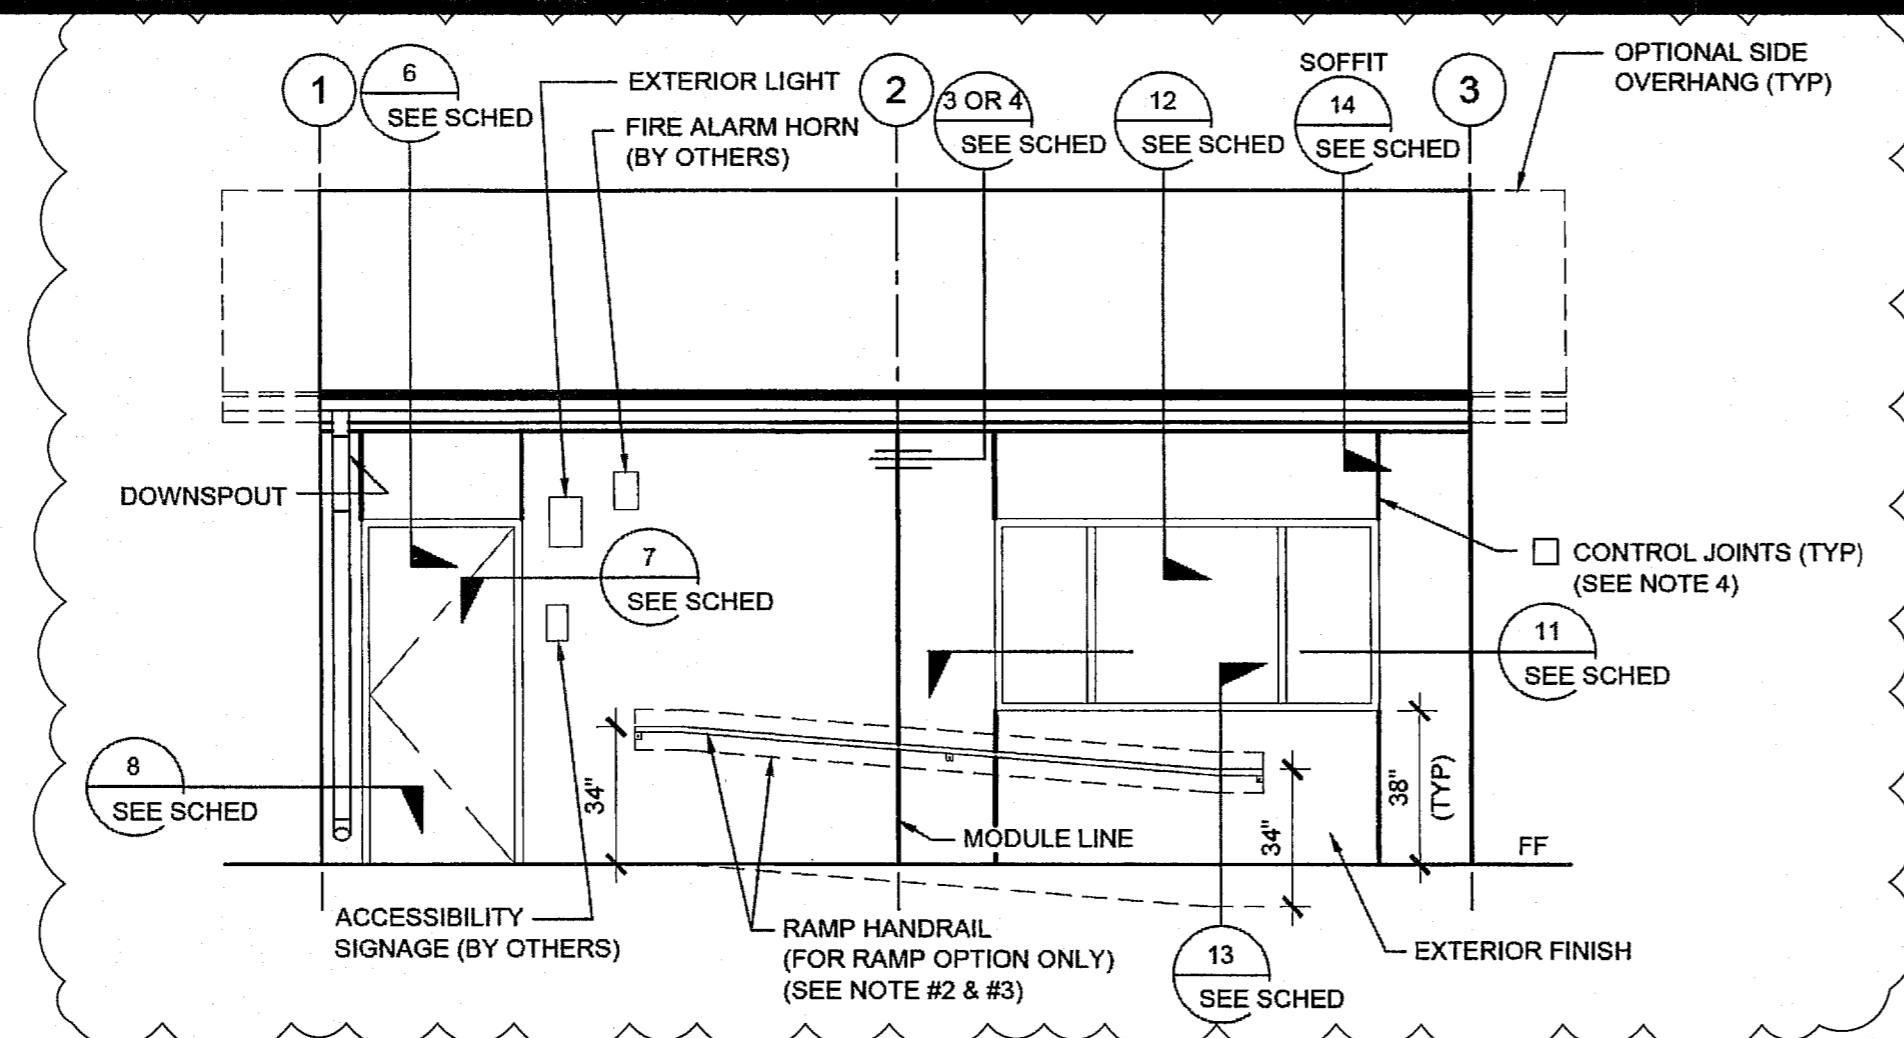 1
6
SEE SCHED
EXTERIOR LIGHT
FIRE ALARM HORN
(BY OTHERS)
2
3 OR 4
SEE SCHED
12
SEE SCHED
SOFFIT
14
SEE SCHED
3
OPTIONAL SIDE
OVERHANG (TYP)
DOWNSPOUT
7
SEE SCHED
CONTROL JOINTS (TYP)
(SEE NOTE 4)
11
SEE SCHED
8
SEE SCHED
34"
MODULE LINE
34"
38"
(TYP)
FF
ACCESSIBILITY
SIGNAGE (BY OTHERS)
RAMP HANDRAIL
(FOR RAMP OPTION ONLY)
(SEE NOTE #2 & #3)
13
SEE SCHED
EXTERIOR FINISH